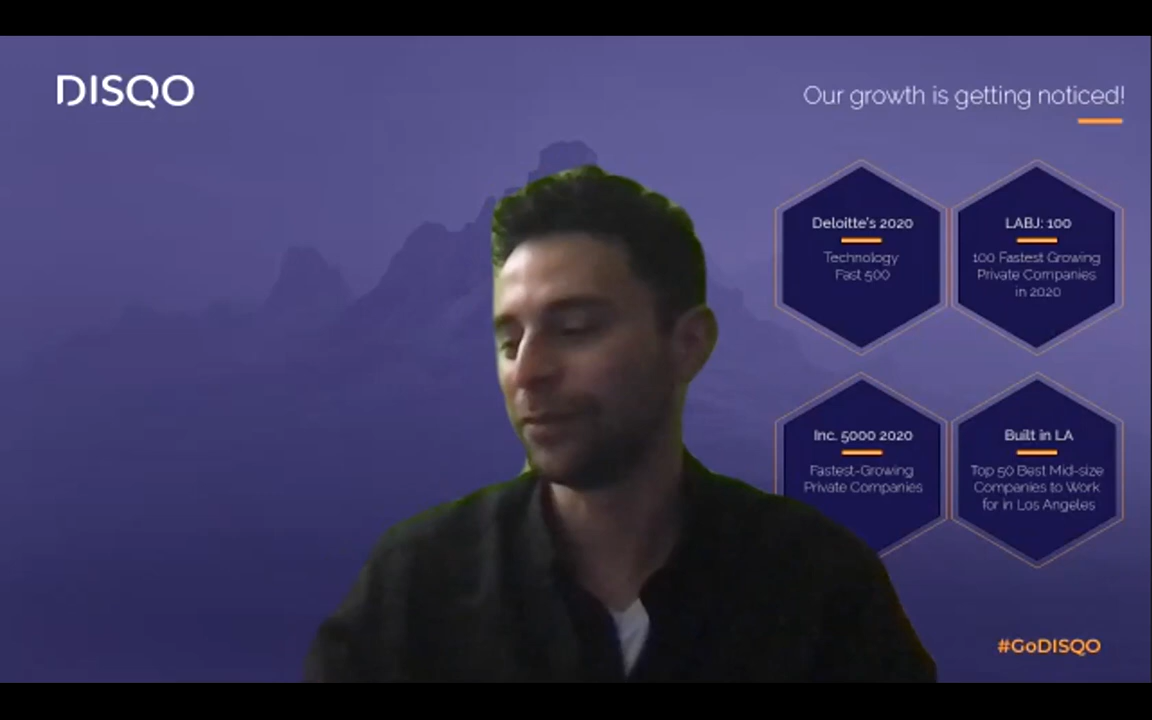 DISQO
Our growth is getting noticed!
Deloitte's 2020
Technology
Fast 500
LABJ: 100
100 Fastest Growing
Private Companies
in 2020
Inc. 5000 2020
Fastest-Growing
Private Companies
Built in LA
Top 50 Best Mid-size
Companies to Work
for in Los Angeles
#GoDISQO